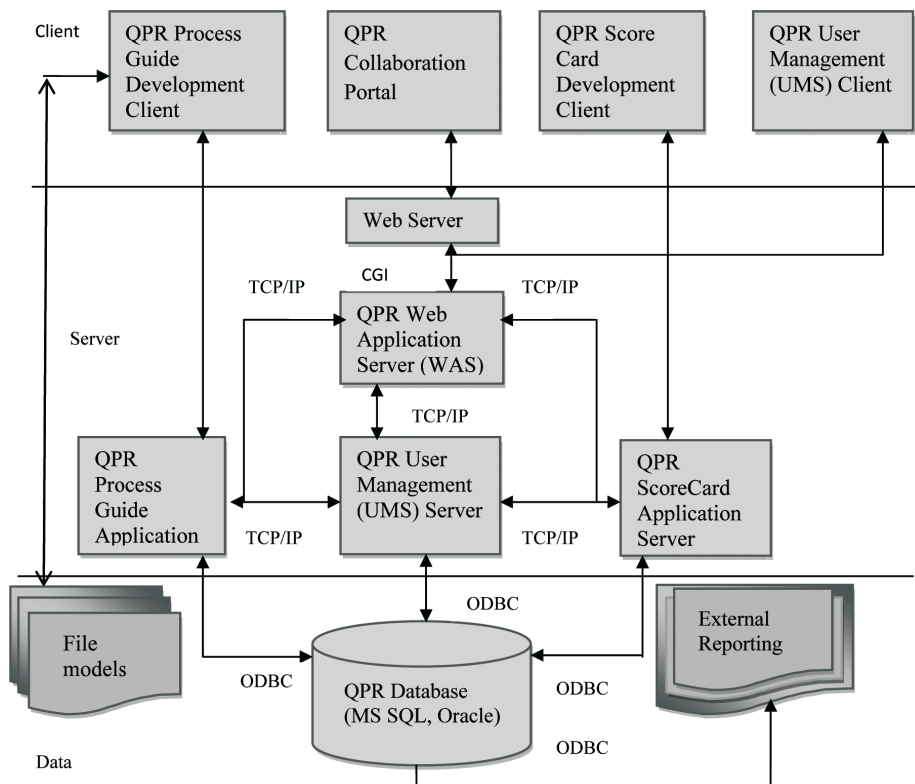 Client
QPR Process
Guide
Development
Client
QPR
Collaboration
Portal
QPR Score
Card
Development
Client
QPR User
Management
(UMS) Client
Web Server
CGI
TCP/IP
TCP/IP
QPR Web
Application
Server (WAS)
Server
TCP/IP
QPR
Process
Guide
Application
QPR User
Management
(UMS) Server
QPR
ScoreCard
Application
Server
TCP/IP
TCP/IP
ODBC
File
models
External
Reporting
ODBC
QPR Database
(MS SQL, Oracle)
ODBC
ODBC
Data